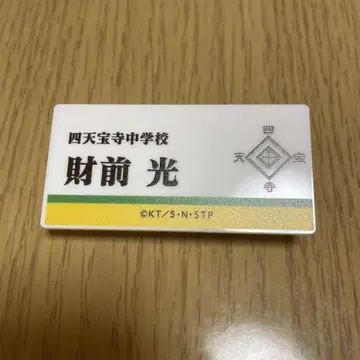 四天宝寺中学校
財前 光
四
天 宝
寺
©KT/S・N・STP